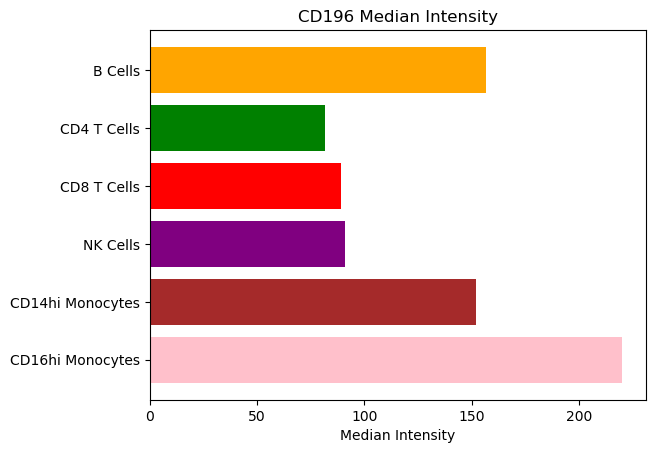 CD196 Median Intensity
B Cells
CD4 T Cells
CD8 T Cells
NK Cells
CD14hi Monocytes
CD16hi Monocytes
0 50 100 150 200
Median Intensity